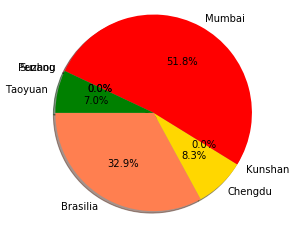 Mumbai
51.8%
0.0%
Taoyuan
7.0%
0.0%
8.3%
32.9%
Kunshan
Chengdu
Brasilia